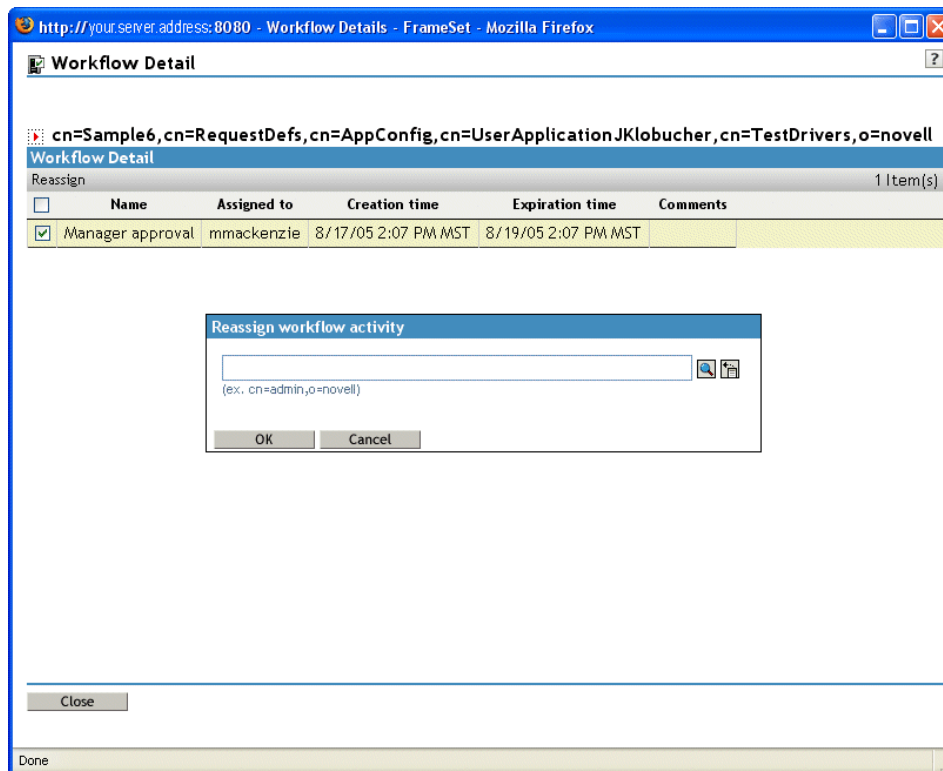 http://your.server.address:8080 - Workflow Details - FrameSet - Mozilla Firefox
Workflow Detail
?
cn=Sample6,cn=RequestDefs,cn=AppConfig,cn=UserApplicationJKlobucher,cn=TestDrivers,o=novell
Workflow Detail
Reassign 1 Item(s)
Name Assigned to Creation time Expiration time Comments
Manager approval mmackenzie 8/17/05 2:07 PM MST 8/19/05 2:07 PM MST
Reassign workflow activity
(ex. cn=admin,o=novell)
OK Cancel
Close
Done